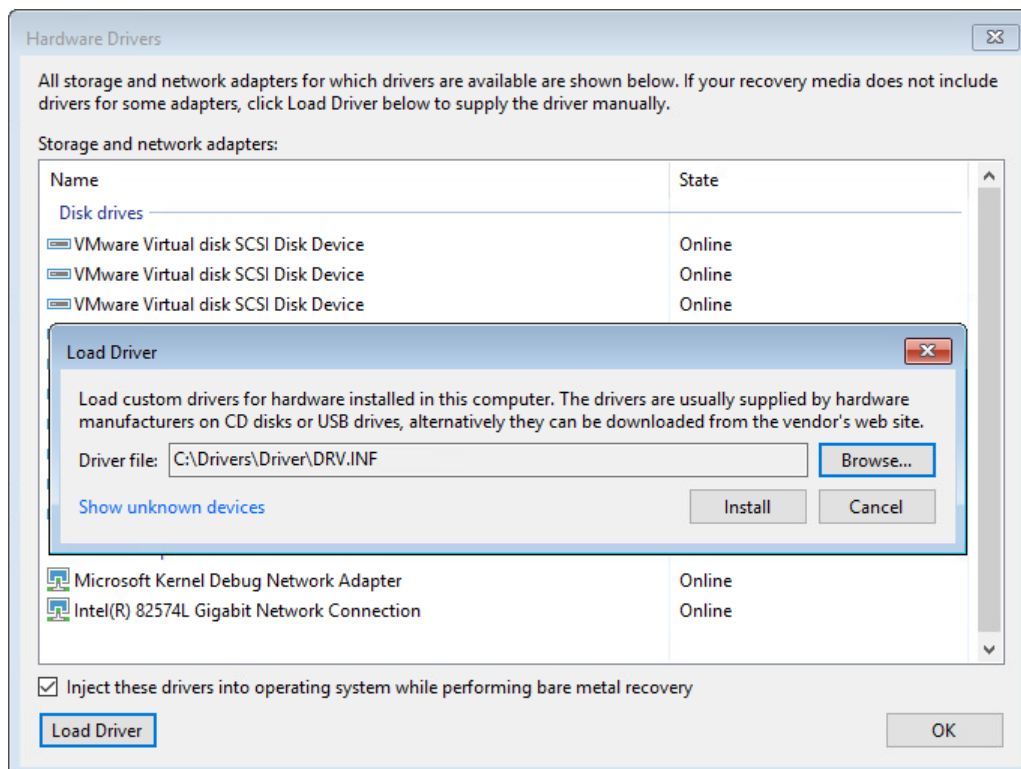 Hardware Drivers
All storage and network adapters for which drivers are available are shown below. If your recovery media does not include
drivers for some adapters, click Load Driver below to supply the driver manually.
Storage and network adapters:
Name State
Disk drives
VMware Virtual disk SCSI Disk Device Online
VMware Virtual disk SCSI Disk Device Online
VMware Virtual disk SCSI Disk Device Online
Load Driver
Load custom drivers for hardware installed in this computer. The drivers are usually supplied by hardware
manufacturers on CD disks or USB drives, alternatively they can be downloaded from the vendor's web site.
Driver file: C:\Drivers\Driver\DRV.INF Browse...
Show unknown devices Install Cancel
Microsoft Kernel Debug Network Adapter Online
Intel(R) 82574L Gigabit Network Connection Online
Inject these drivers into operating system while performing bare metal recovery
Load Driver OK